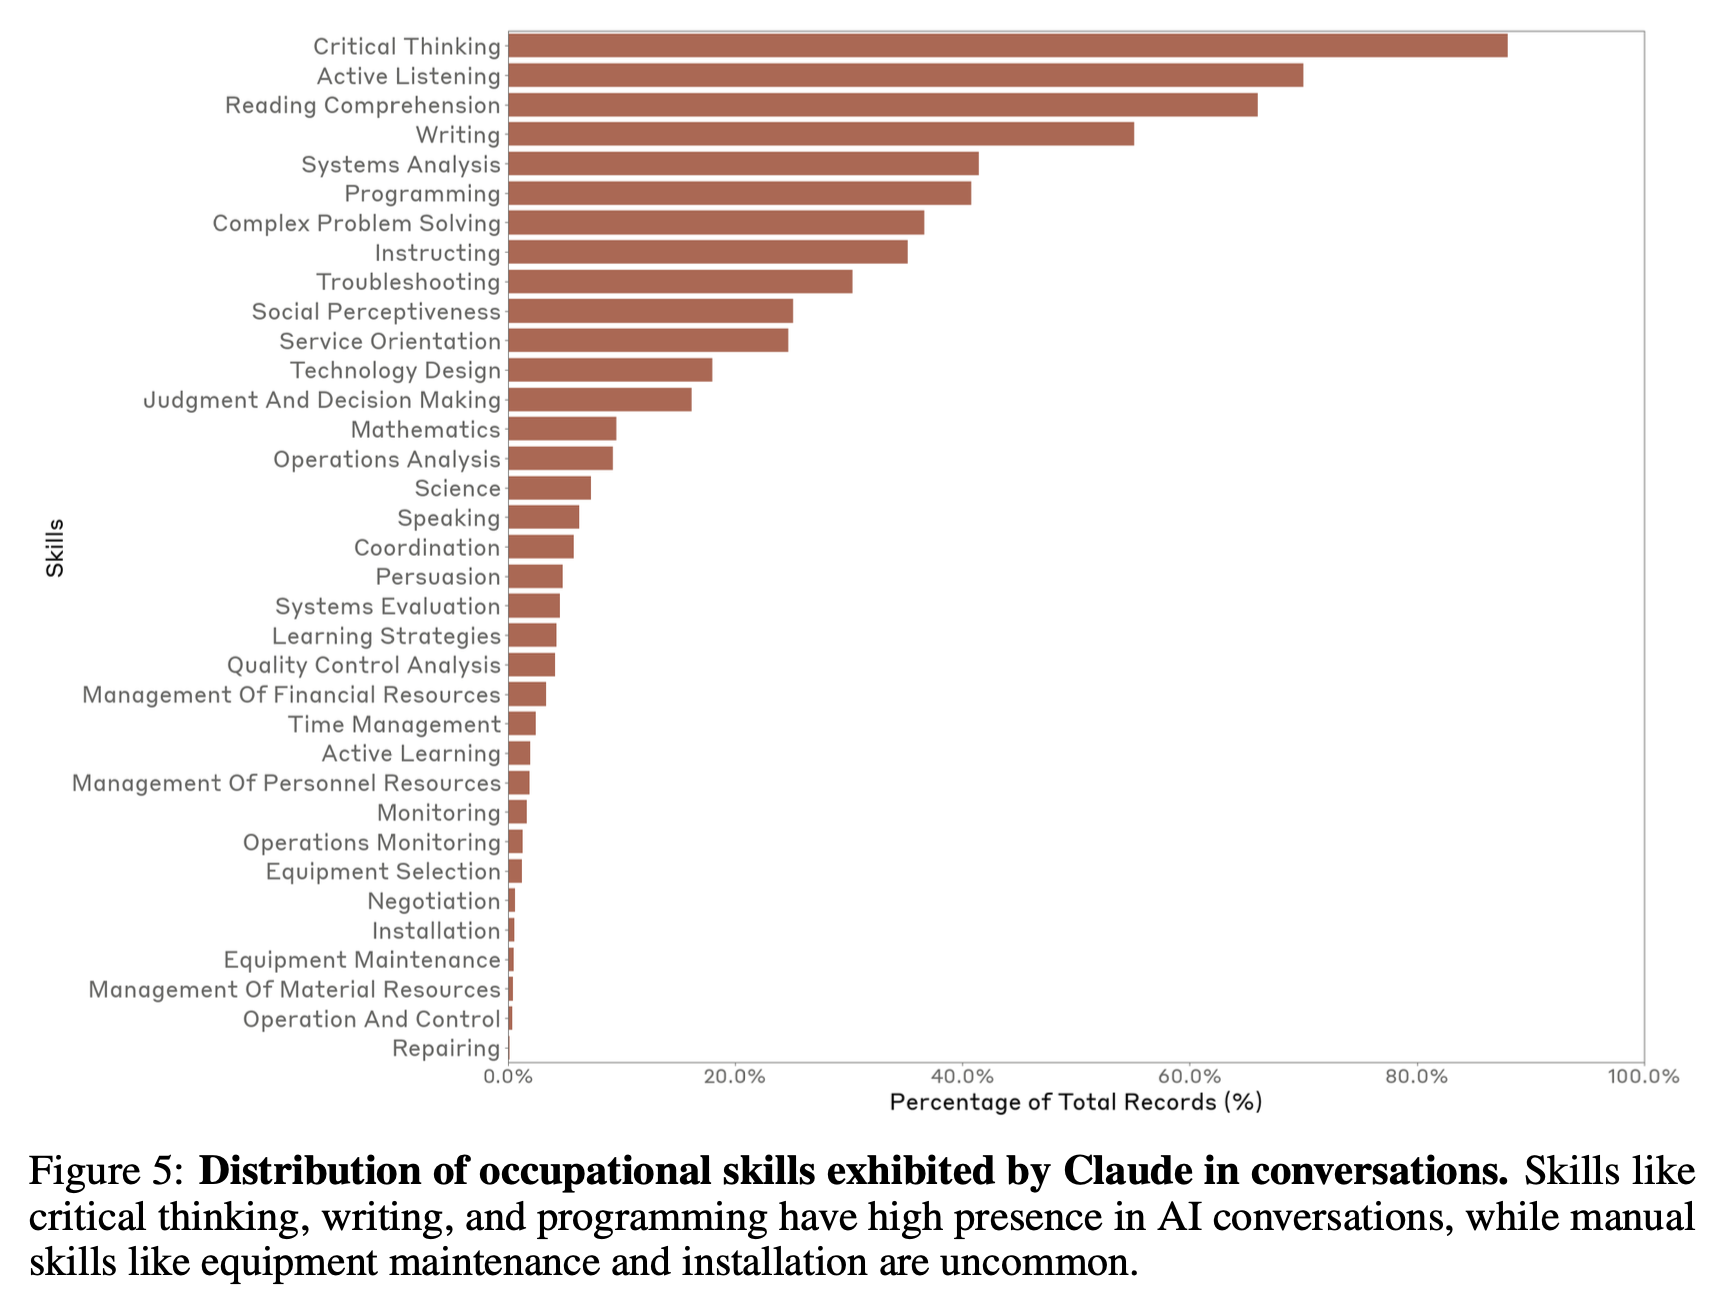 Critical Thinking
Active Listening
Reading Comprehension
Writing
Systems Analysis
Programming
Complex Problem Solving
Instructing
Troubleshooting
Social Perceptiveness
Service Orientation
Technology Design
Judgment And Decision Making
Mathematics
Operations Analysis
Science
Speaking
Coordination
Persuasion
Systems Evaluation
Learning Strategies
Quality Control Analysis
Management Of Financial Resources
Time Management
Active Learning
Management Of Personnel Resources
Monitoring
Operations Monitoring
Equipment Selection
Negotiation
Installation
Equipment Maintenance
Management Of Material Resources
Operation And Control
Repairing
Skills
0.0% 20.0% 40.0% 60.0% 80.0% 100.0%
Percentage of Total Records (%)
Figure 5: Distribution of occupational skills exhibited by Claude in conversations. Skills like
critical thinking, writing, and programming have high presence in AI conversations, while manual
skills like equipment maintenance and installation are uncommon.